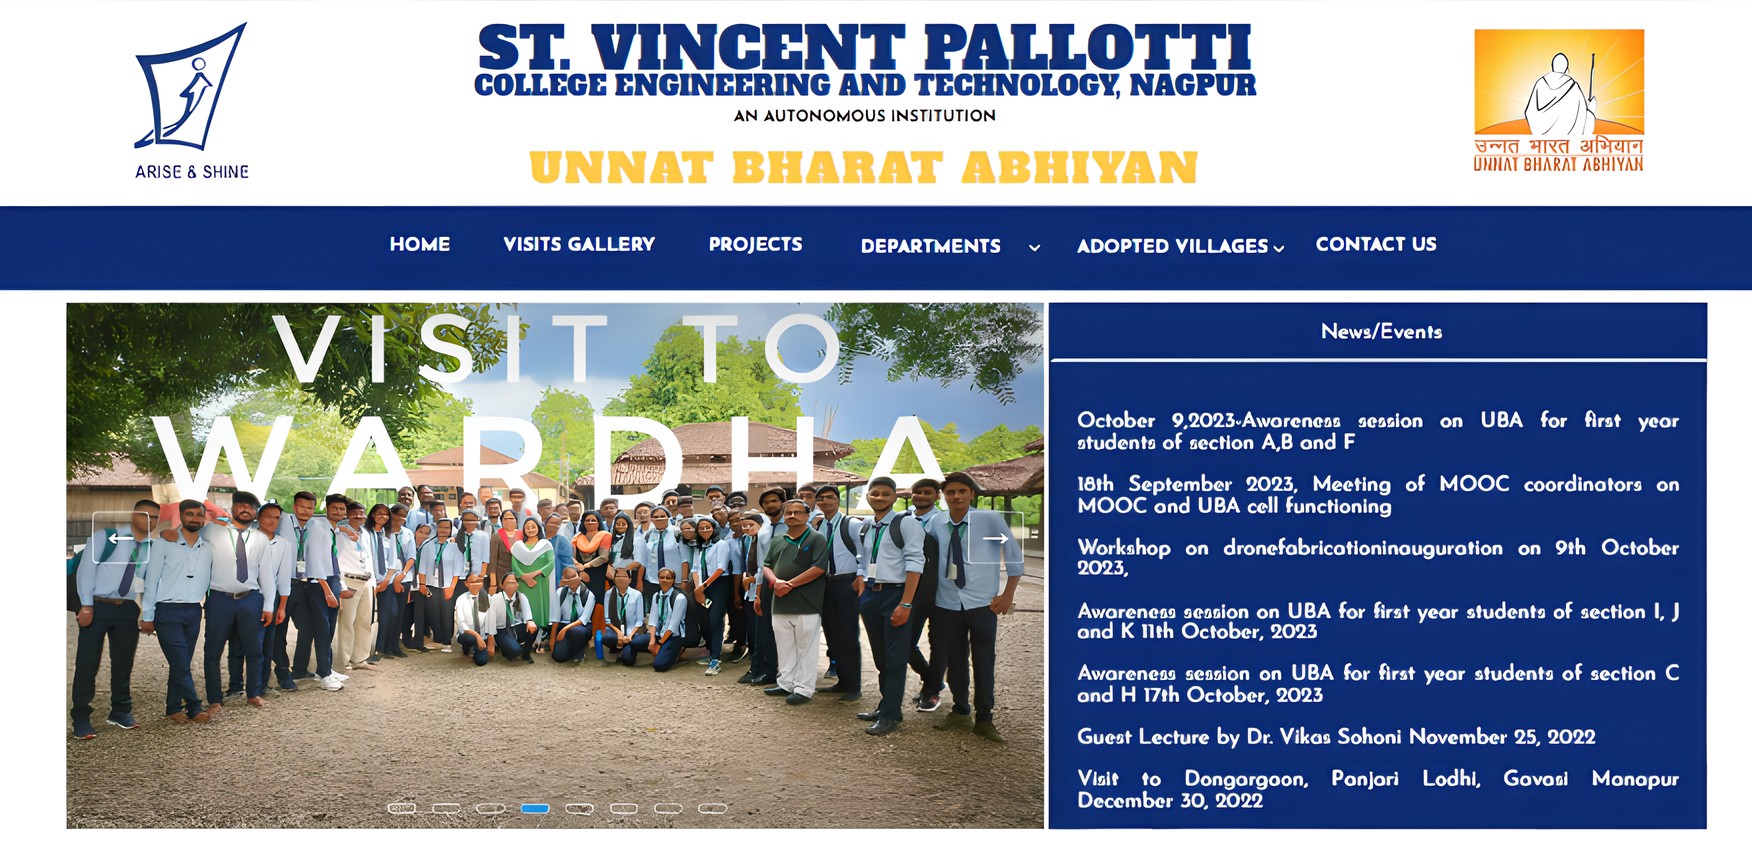 ARISE & SHINE
ST. VINCENT PALLOTTI
COLLEGE ENGINEERING AND TECHNOLOGY, NAGPUR
AN AUTONOMOUS INSTITUTION
UNNAT BHARAT ABHIYAN
उन्नत भारत अभियान
UNNAT BHARAT ABHIYAN
HOME
VISITS GALLERY
PROJECTS
DEPARTMENTS
ADOPTED VILLAGES
CONTACT US
VISIT TO
WARDHA
News/Events
October 9,2023-Awareness session on UBA for first year
students of section A,B and F
18th September 2023, Meeting of MOOC coordinators on
MOOC and UBA cell functioning
Workshop on dronefabricationinauguration on 9th October
2023,
Awareness session on UBA for first year students of section I, J
and K 11th October, 2023
Awareness session on UBA for first year students of section C
and H 17th October, 2023
Guest Lecture by Dr. Vikas Sohoni November 25, 2022
Visit to Dongargaon, Panjari Lodhi, Gavasi Manapur
December 30, 2022